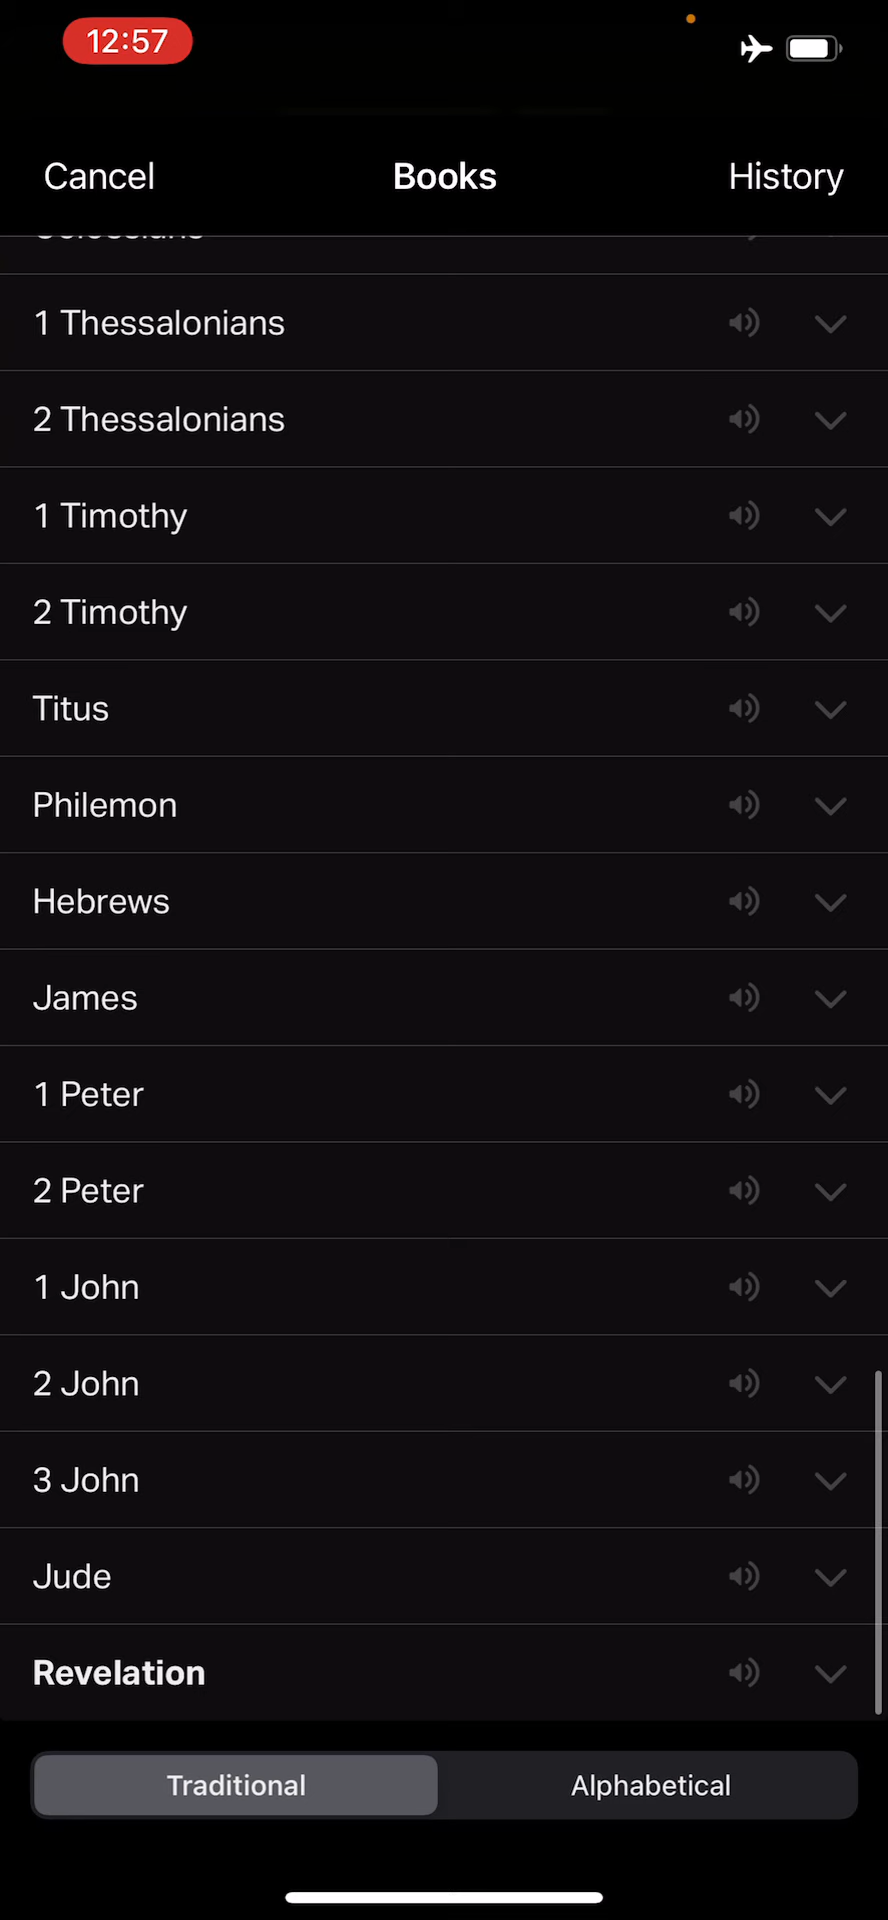 12:57
Cancel
Books
History
Colossians
1 Thessalonians
2 Thessalonians
1 Timothy
2 Timothy
Titus
Philemon
Hebrews
James
1 Peter
2 Peter
1 John
2 John
3 John
Jude
Revelation
Traditional
Alphabetical